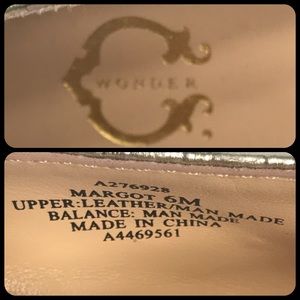 C
WONDER
A276928
MARGOT 6M
UPPER:LEATHER/MAN MADE
BALANCE: MAN MADE
MADE IN CHINA
A4469561